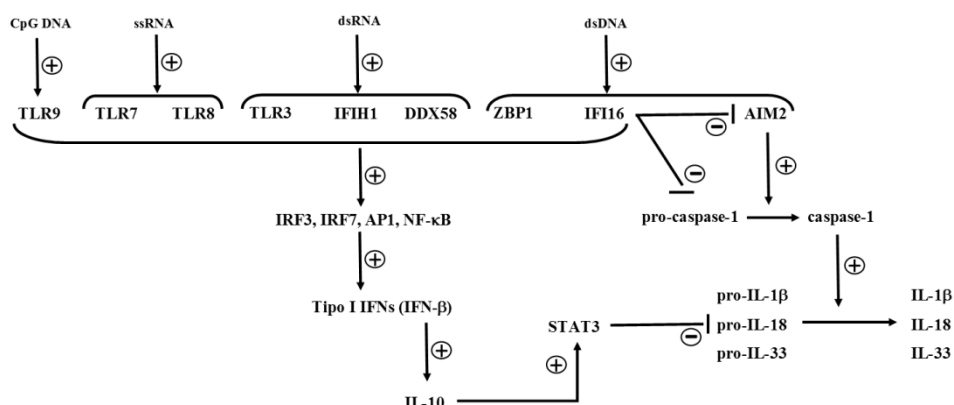 CpG DNA ssRNA dsRNA dsDNA
+ + + +
TLR9 TLR7 TLR8 TLR3 IFIH1 DDX58 ZBP1 IFI16 AIM2
−
+ − +
IRF3, IRF7, AP1, NF-κB pro-caspase-1 caspase-1
+ +
Tipo I IFNs (IFN-β) pro-IL-1β IL-1β
STAT3 pro-IL-18 IL-18
−
+ + pro-IL-33 IL-33
IL-10